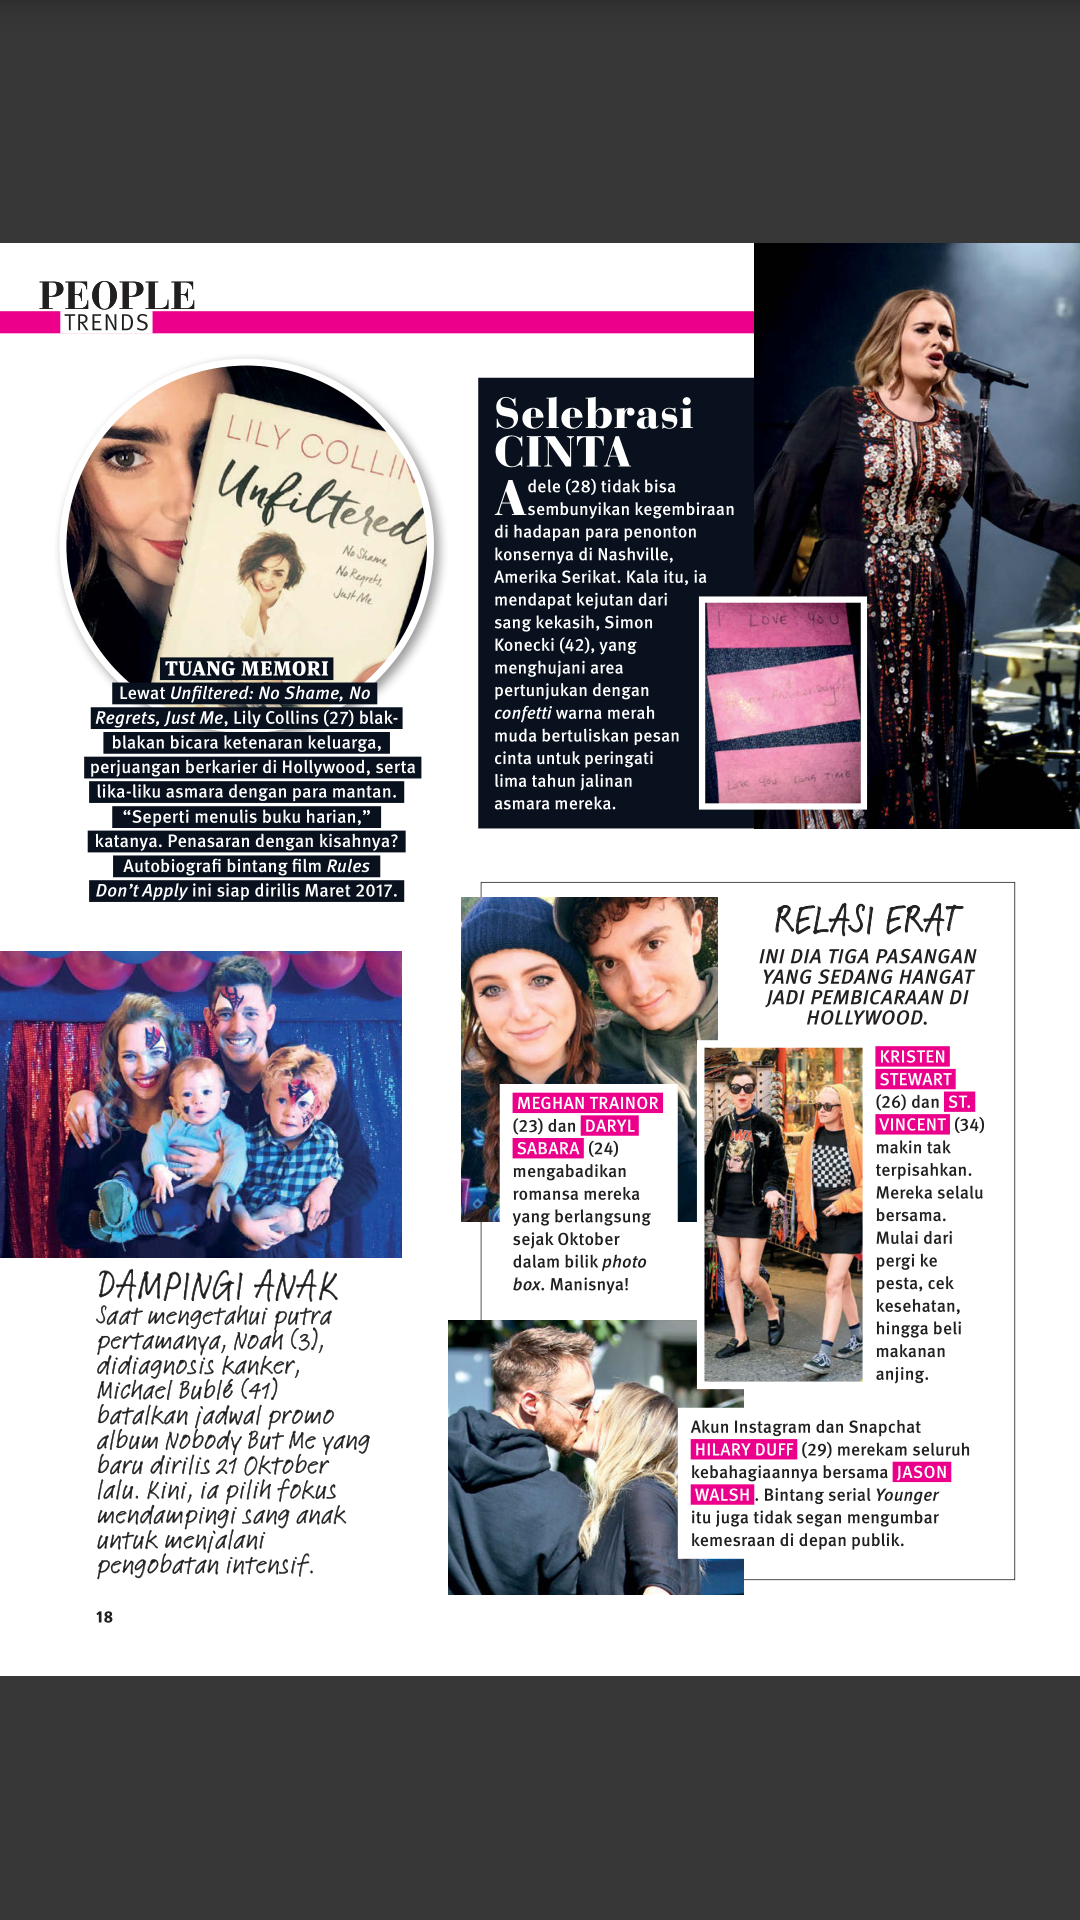 PEOPLE
TRENDS
LILY COLLIN
Unfiltered
No Shame,
No Regrets,
Just Me
TUANG MEMORI
Lewat Unfiltered: No Shame, No
Regrets, Just Me, Lily Collins (27) blak-
blakan bicara ketenaran keluarga,
perjuangan berkarier di Hollywood, serta
lika-liku asmara dengan para mantan.
“Seperti menulis buku harian,”
katanya. Penasaran dengan kisahnya?
Autobiografi bintang film Rules
Don’t Apply ini siap dirilis Maret 2017.
Selebrasi
CINTA
Adele (28) tidak bisa
sembunyikan kegembiraan
di hadapan para penonton
konsernya di Nashville,
Amerika Serikat. Kala itu, ia
mendapat kejutan dari
sang kekasih, Simon
Konecki (42), yang
menghujani area
pertunjukan dengan
confetti warna merah
muda bertuliskan pesan
cinta untuk peringati
lima tahun jalinan
asmara mereka.
I LOVE YOU
LOVE YOU LONG TIME
DAMPINGI ANAK
Saat mengetahui putra
pertamanya, Noah (3),
didiagnosis kanker,
Michael Bublé (41)
batalkan jadwal promo
album Nobody But Me yang
baru dirilis 21 Oktober
lalu. Kini, ia pilih fokus
mendampingi sang anak
untuk menjalani
pengobatan intensif.
RELASI ERAT
INI DIA TIGA PASANGAN
YANG SEDANG HANGAT
JADI PEMBICARAAN DI
HOLLYWOOD.
MEGHAN TRAINOR
(23) dan DARYL
SABARA (24)
mengabadikan
romansa mereka
yang berlangsung
sejak Oktober
dalam bilik photo
box. Manisnya!
KRISTEN
STEWART
(26) dan ST.
VINCENT (34)
makin tak
terpisahkan.
Mereka selalu
bersama.
Mulai dari
pergi ke
pesta, cek
kesehatan,
hingga beli
makanan
anjing.
Akun Instagram dan Snapchat
HILARY DUFF (29) merekam seluruh
kebahagiaannya bersama JASON
WALSH. Bintang serial Younger
itu juga tidak segan mengumbar
kemesraan di depan publik.
18